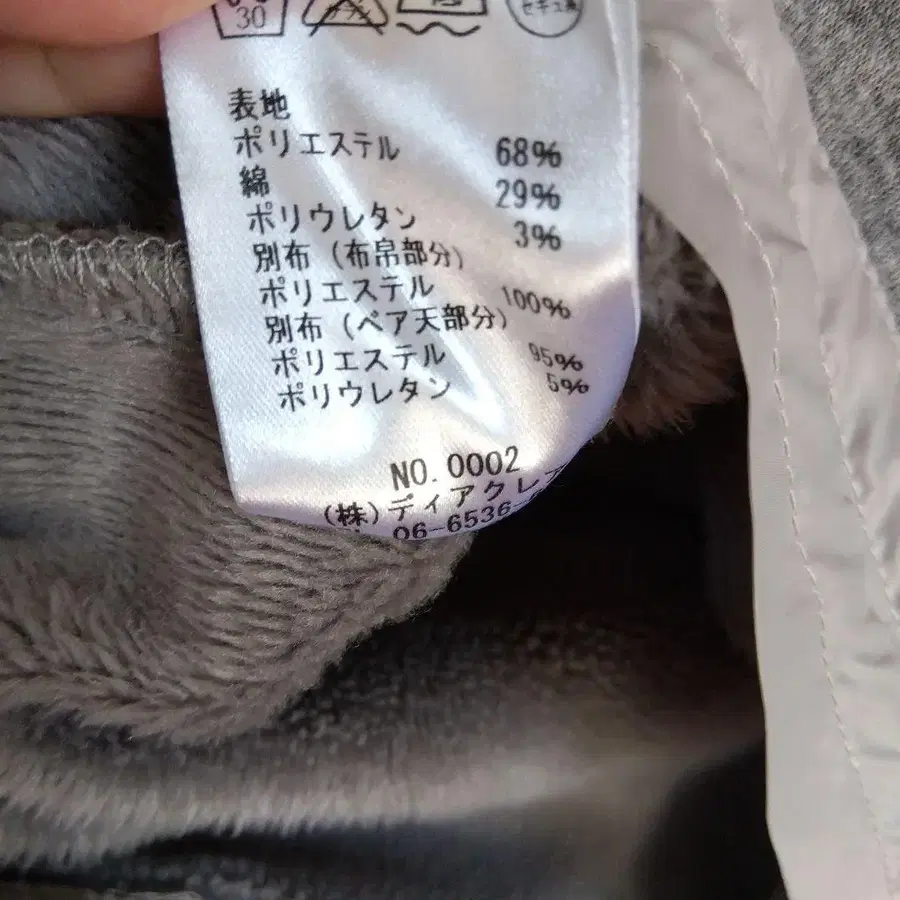 30
表地
ポリエステル 68%
綿 29%
ポリウレタン 3%
別布 (布帛部分)
ポリエステル 100%
別布 (ベア天部分)
ポリエステル 95%
ポリウレタン 5%
NO.0002
(株)ディアクレ
06-6536-